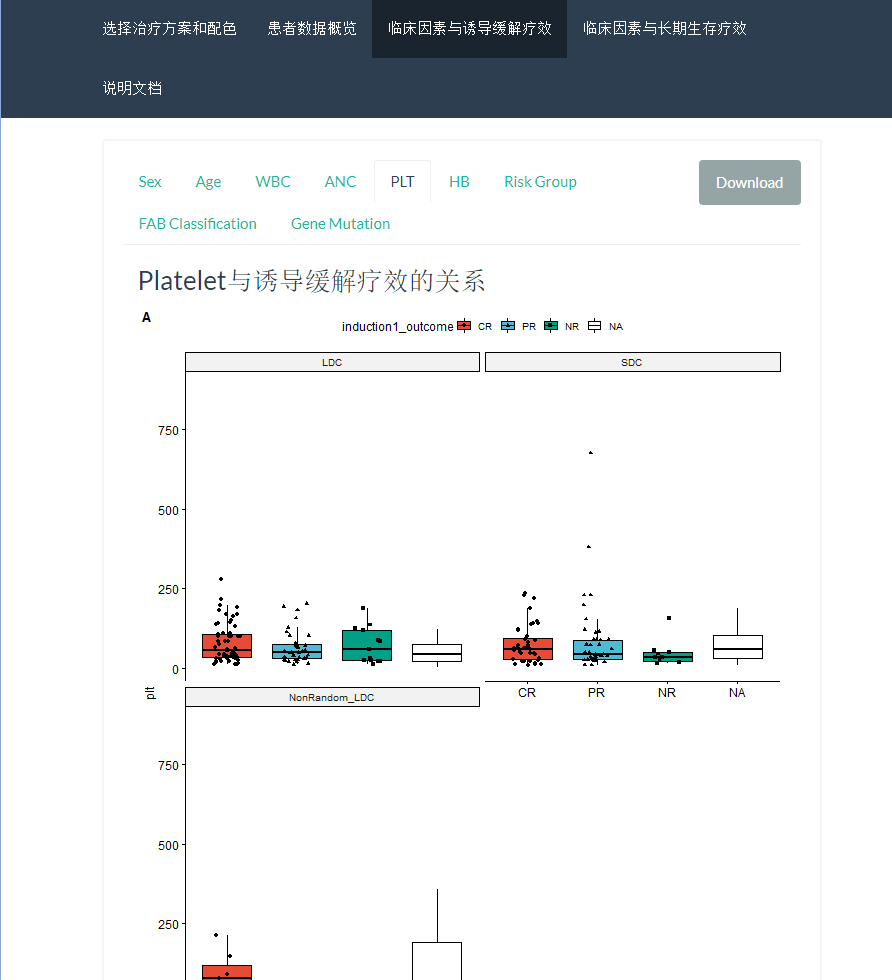 选择治疗方案和配色 患者数据概览 临床因素与诱导缓解疗效 临床因素与长期生存疗效
说明文档
Sex Age WBC ANC PLT HB Risk Group Download
FAB Classification Gene Mutation
Platelet与诱导缓解疗效的关系
A
induction1_outcome CR PR NR NA
LDC SDC
750
500
250
0
CR PR NR NA
plt
NonRandom_LDC
750
500
250